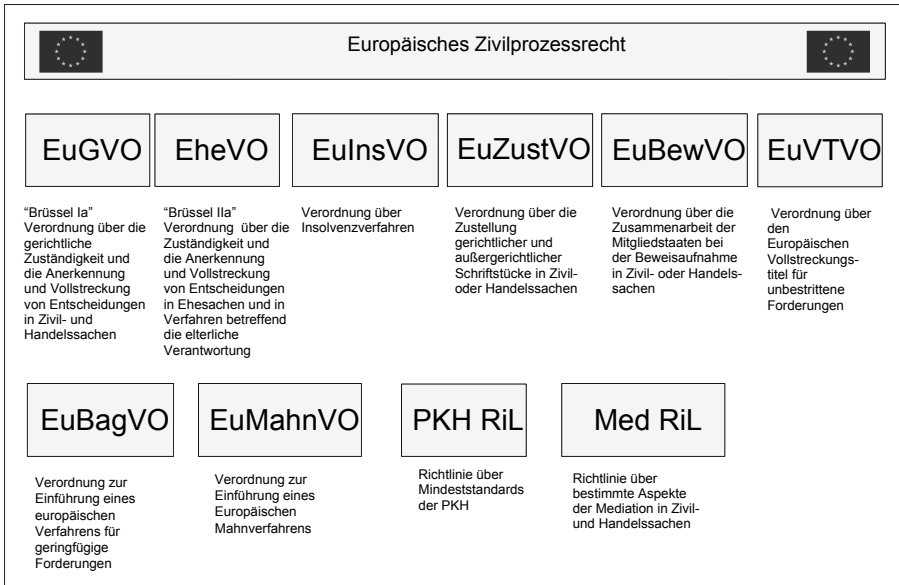 Europäisches Zivilprozessrecht
EuGVO
EheVO
EuInsVO
EuZustVO
EuBewVO
EuVTVO
“Brüssel Ia”
Verordnung über die
gerichtliche
Zuständigkeit und
die Anerkennung
und Vollstreckung
von Entscheidungen
in Zivil- und
Handelssachen
“Brüssel IIa”
Verordnung über die
Zuständigkeit und
die Anerkennung
und Vollstreckung
von Entscheidungen
in Ehesachen und in
Verfahren betreffend
die elterliche
Verantwortung
Verordnung über
Insolvenzverfahren
Verordnung über die
Zustellung
gerichtlicher und
außergerichtlicher
Schriftstücke in Zivil-
oder Handelssachen
Verordnung über die
Zusammenarbeit der
Mitgliedstaaten bei
der Beweisaufnahme
in Zivil- oder Handels-
sachen
Verordnung über
den
Europäischen
Vollstreckungs-
titel für
unbestrittene
Forderungen
EuBagVO
EuMahnVO
PKH RiL
Med RiL
Verordnung zur
Einführung eines
europäischen
Verfahrens für
geringfügige
Forderungen
Verordnung zur
Einführung eines
Europäischen
Mahnverfahrens
Richtlinie über
Mindeststandards
der PKH
Richtlinie über
bestimmte Aspekte
der Mediation in Zivil-
und Handelssachen